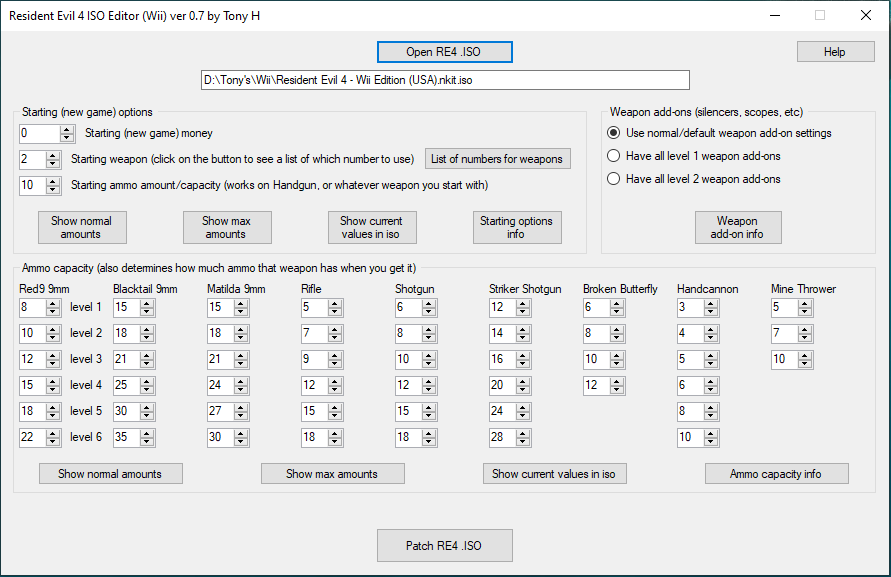 Resident Evil 4 ISO Editor (Wii) ver 0.7 by Tony H
Open RE4 .ISO
Help
D:\Tony's\Wii\Resident Evil 4 - Wii Edition (USA).nkit.iso
Starting (new game) options
0 Starting (new game) money
2 Starting weapon (click on the button to see a list of which number to use) List of numbers for weapons
10 Starting ammo amount/capacity (works on Handgun, or whatever weapon you start with)
Show normal amounts
Show max amounts
Show current values in iso
Starting options info
Weapon add-ons (silencers, scopes, etc)
Use normal/default weapon add-on settings
Have all level 1 weapon add-ons
Have all level 2 weapon add-ons
Weapon add-on info
Ammo capacity (also determines how much ammo that weapon has when you get it)
Red9 9mm Blacktail 9mm Matilda 9mm Rifle Shotgun Striker Shotgun Broken Butterfly Handcannon Mine Thrower
8 level 1 15 15 5 6 12 6 3 5
10 level 2 18 18 7 8 14 8 4 7
12 level 3 21 21 9 10 16 10 5 10
15 level 4 25 24 12 12 20 12 6
18 level 5 30 27 15 15 24 8
22 level 6 35 30 18 18 28 10
Show normal amounts Show max amounts Show current values in iso Ammo capacity info
Patch RE4 .ISO